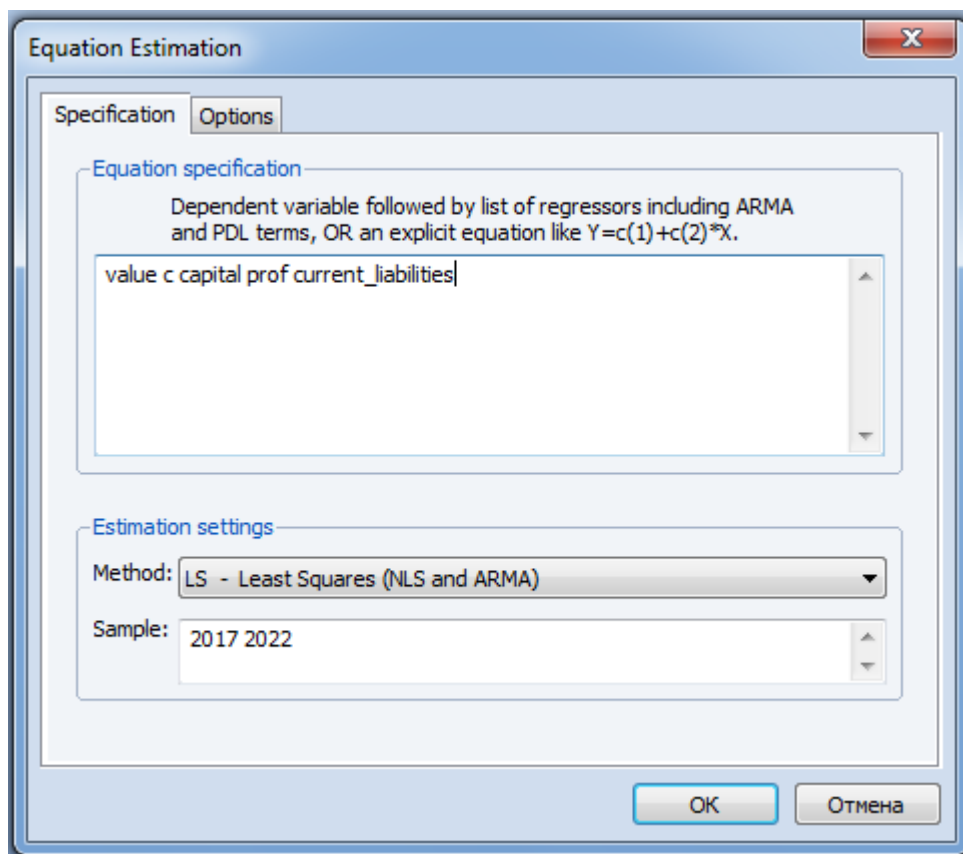 Equation Estimation
Specification
Options
Equation specification
Dependent variable followed by list of regressors including ARMA
and PDL terms, OR an explicit equation like Y=c(1)+c(2)*X.
value c capital prof current_liabilities
Estimation settings
Method: LS - Least Squares (NLS and ARMA)
Sample: 2017 2022
OK
Отмена